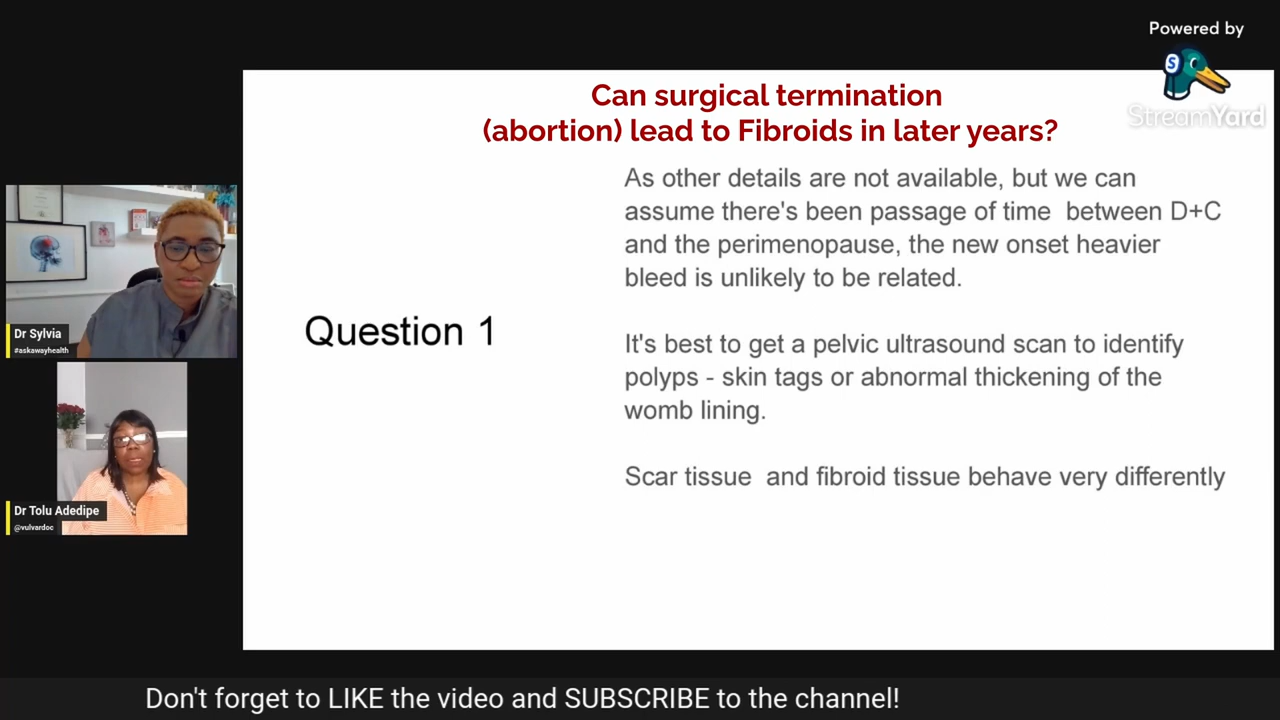 Powered by
StreamYard
Can surgical termination
(abortion) lead to Fibroids in later years?
As other details are not available, but we can
assume there's been passage of time between D+C
and the perimenopause, the new onset heavier
bleed is unlikely to be related.
Question 1
It's best to get a pelvic ultrasound scan to identify
polyps - skin tags or abnormal thickening of the
womb lining.
Scar tissue and fibroid tissue behave very differently
Dr Sylvia
#askawayhealth
Dr Tolu Adedipe
@vulvardoc
Don't forget to LIKE the video and SUBSCRIBE to the channel!